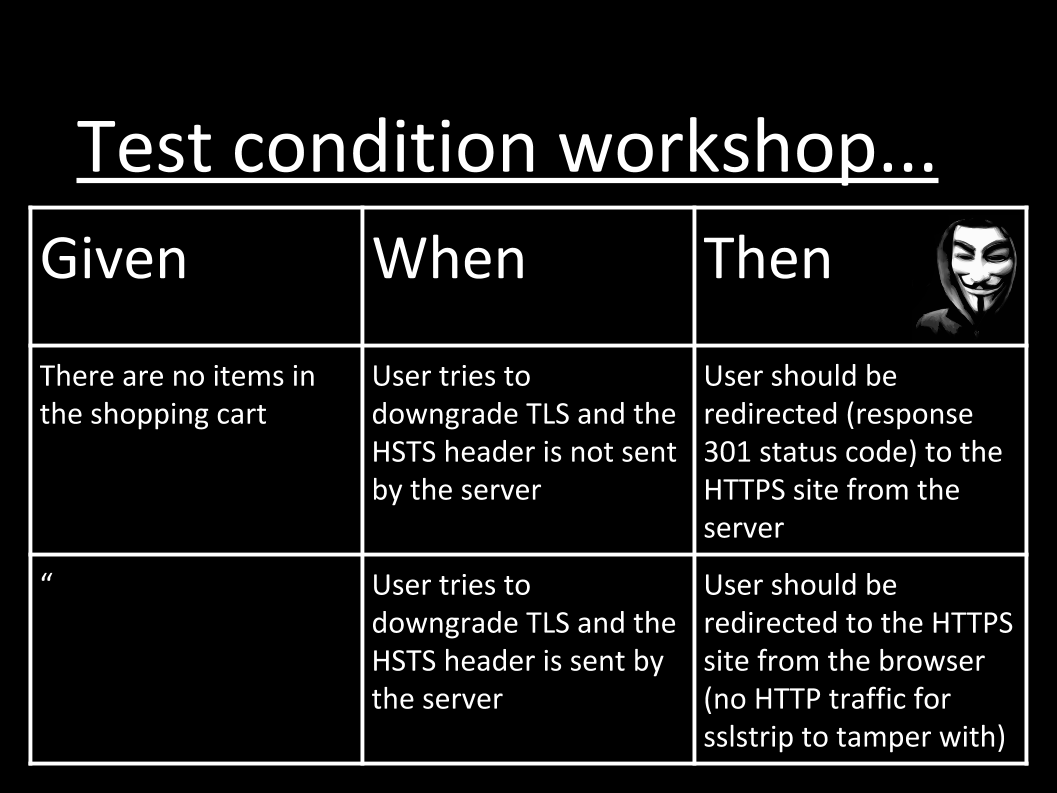 Test condition workshop...
Given
When
Then
There are no items in
the shopping cart
User tries to
downgrade TLS and the
HSTS header is not sent
by the server
User should be
redirected (response
301 status code) to the
HTTPS site from the
server
“
User tries to
downgrade TLS and the
HSTS header is sent by
the server
User should be
redirected to the HTTPS
site from the browser
(no HTTP traffic for
sslstrip to tamper with)